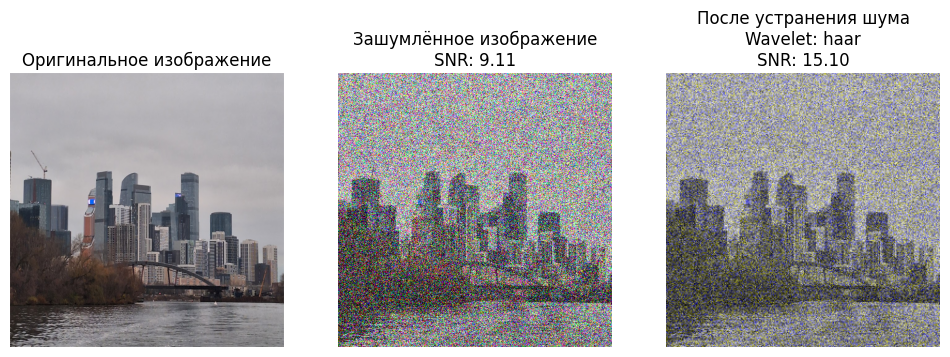 Оригинальное изображение
Зашумлённое изображение
SNR: 9.11
После устранения шума
Wavelet: haar
SNR: 15.10